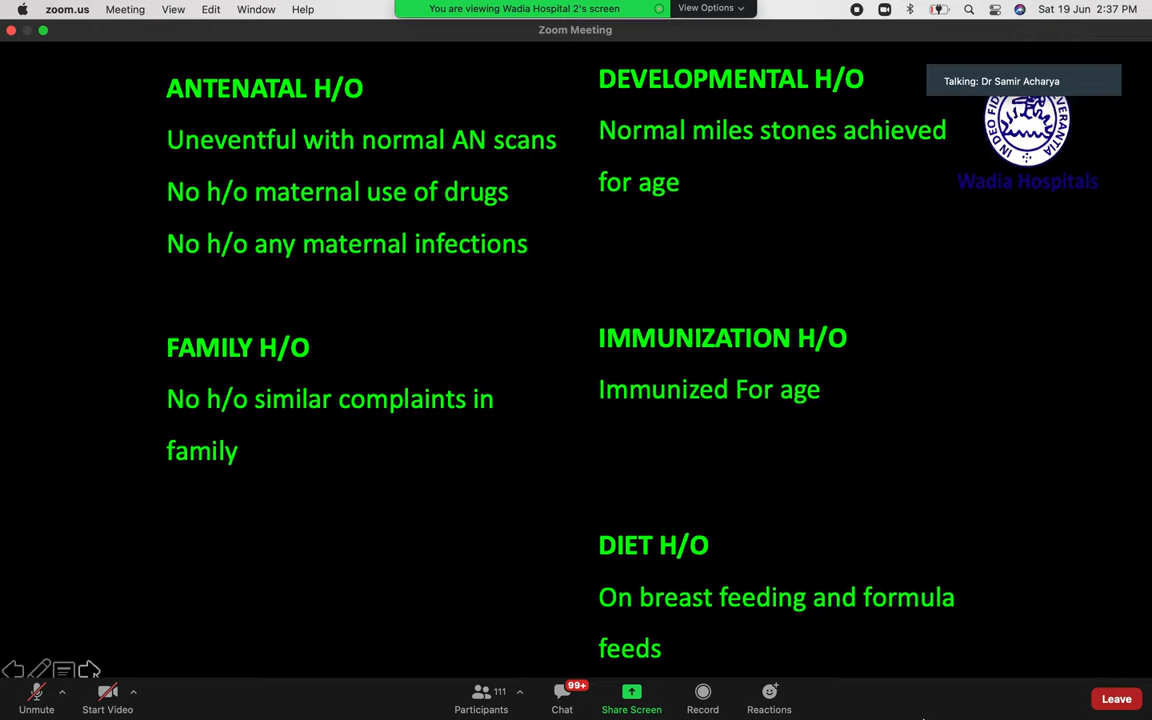 zoom.us Meeting View Edit Window Help
You are viewing Wadia Hospital 2's screen
View Options
Sat 19 Jun 2:37 PM
Zoom Meeting
Talking: Dr Samir Acharya
ANTENATAL H/O
Uneventful with normal AN scans
No h/o maternal use of drugs
No h/o any maternal infections
FAMILY H/O
No h/o similar complaints in
family
DEVELOPMENTAL H/O
Normal miles stones achieved
for age
IMMUNIZATION H/O
Immunized For age
DIET H/O
On breast feeding and formula
feeds
IN DEO FID VERANTIA
Wadia Hospitals
Unmute
Start Video
111
Participants
99+
Chat
Share Screen
Record
Reactions
Leave